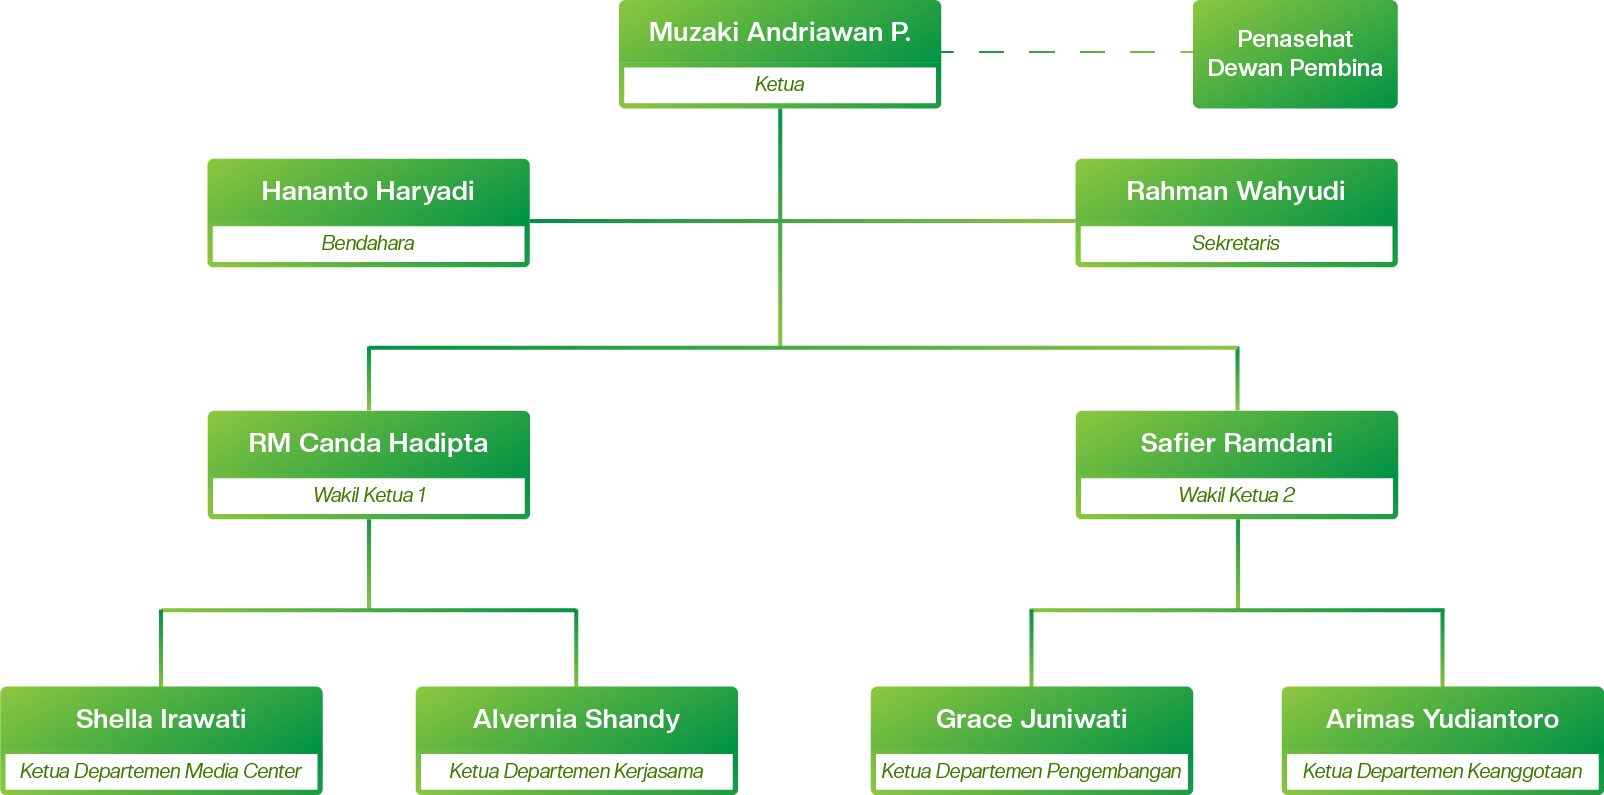 Muzaki Andriawan P.
Ketua
Penasehat
Dewan Pembina
Hananto Haryadi
Bendahara
Rahman Wahyudi
Sekretaris
RM Canda Hadipta
Wakil Ketua 1
Safier Ramdani
Wakil Ketua 2
Shella Irawati
Ketua Departemen Media Center
Alvernia Shandy
Ketua Departemen Kerjasama
Grace Juniwati
Ketua Departemen Pengembangan
Arimas Yudiantoro
Ketua Departemen Keanggotaan